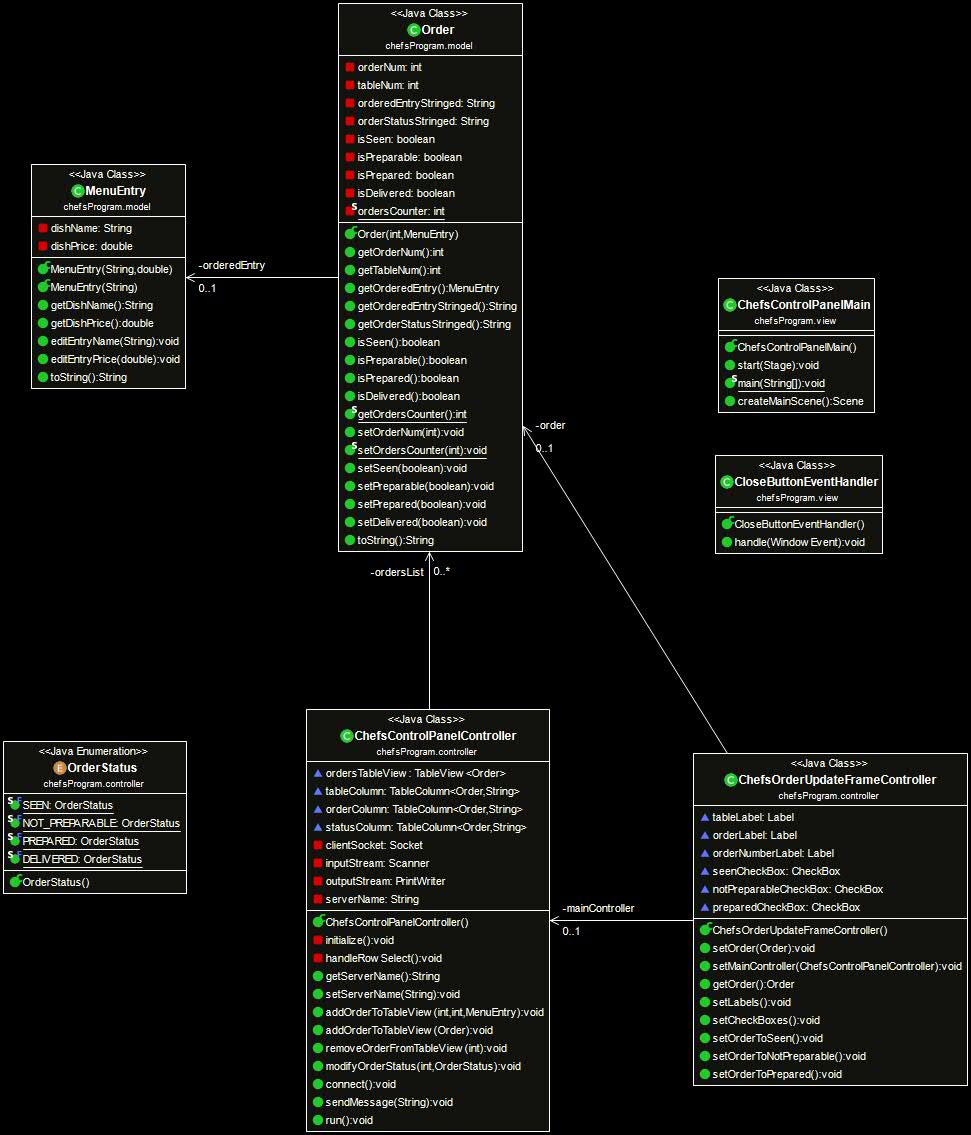 <<Java Class>>
Order
chefsProgram.model
orderNum: int
tableNum: int
orderedEntryStringed: String
orderStatusStringed: String
isSeen: boolean
isPreparable: boolean
isPrepared: boolean
isDelivered: boolean
ordersCounter: int
Order(int,MenuEntry)
getOrderNum():int
getTableNum():int
getOrderedEntry():MenuEntry
getOrderedEntryStringed():String
getOrderStatusStringed():String
isSeen():boolean
isPreparable():boolean
isPrepared():boolean
isDelivered():boolean
getOrdersCounter():int
setOrderNum(int):void
setOrdersCounter(int):void
setSeen(boolean):void
setPreparable(boolean):void
setPrepared(boolean):void
setDelivered(boolean):void
toString():String
<<Java Class>>
MenuEntry
chefsProgram.model
dishName: String
dishPrice: double
MenuEntry(String,double)
MenuEntry(String)
getDishName():String
getDishPrice():double
editEntryName(String):void
editEntryPrice(double):void
toString():String
-orderedEntry
0..1
<<Java Class>>
ChefsControlPanelMain
chefsProgram.view
ChefsControlPanelMain()
start(Stage):void
main(String[]):void
createMainScene():Scene
-order
0..1
<<Java Class>>
CloseButtonEventHandler
chefsProgram.view
CloseButtonEventHandler()
handle(WindowEvent):void
-ordersList
0..*
<<Java Class>>
ChefsControlPanelController
chefsProgram.controller
ordersTableView: TableView<Order>
tableColumn: TableColumn<Order,String>
orderColumn: TableColumn<Order,String>
statusColumn: TableColumn<Order,String>
clientSocket: Socket
inputStream: Scanner
outputStream: PrintWriter
serverName: String
ChefsControlPanelController()
initialize():void
handleRowSelect():void
getServerName():String
setServerName(String):void
addOrderToTableView(int,int,MenuEntry):void
addOrderToTableView(Order):void
removeOrderFromTableView(int):void
modifyOrderStatus(int,OrderStatus):void
connect():void
sendMessage(String):void
run():void
<<Java Enumeration>>
E
OrderStatus
chefsProgram.controller
SEEN: OrderStatus
NOT_PREPARABLE: OrderStatus
PREPARED: OrderStatus
DELIVERED: OrderStatus
OrderStatus()
-mainController
0..1
<<Java Class>>
ChefsOrderUpdateFrameController
chefsProgram.controller
tableLabel: Label
orderLabel: Label
orderNumberLabel: Label
seenCheckBox: CheckBox
notPreparableCheckBox: CheckBox
preparedCheckBox: CheckBox
ChefsOrderUpdateFrameController()
setOrder(Order):void
setMainController(ChefsControlPanelController):void
getOrder():Order
setLabels():void
setCheckBoxes():void
setOrderToSeen():void
setOrderToNotPreparable():void
setOrderToPrepared():void